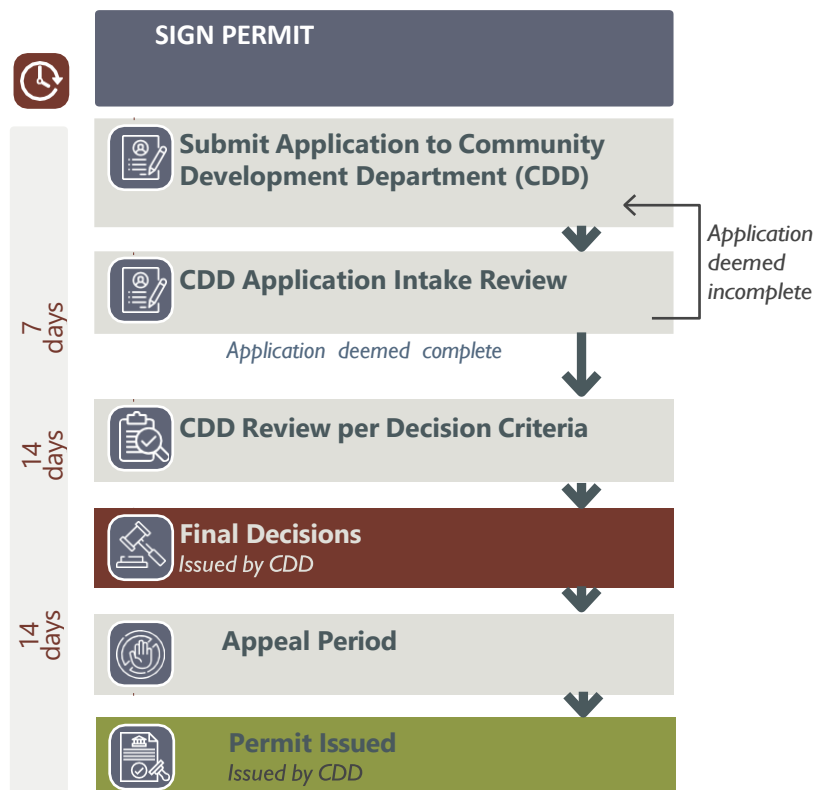 SIGN PERMIT
Submit Application to Community
Development Department (CDD)
Application
deemed
incomplete
CDD Application Intake Review
7
days
Application deemed complete
CDD Review per Decision Criteria
14
days
Final Decisions
Issued by CDD
14
days
Appeal Period
Permit Issued
Issued by CDD